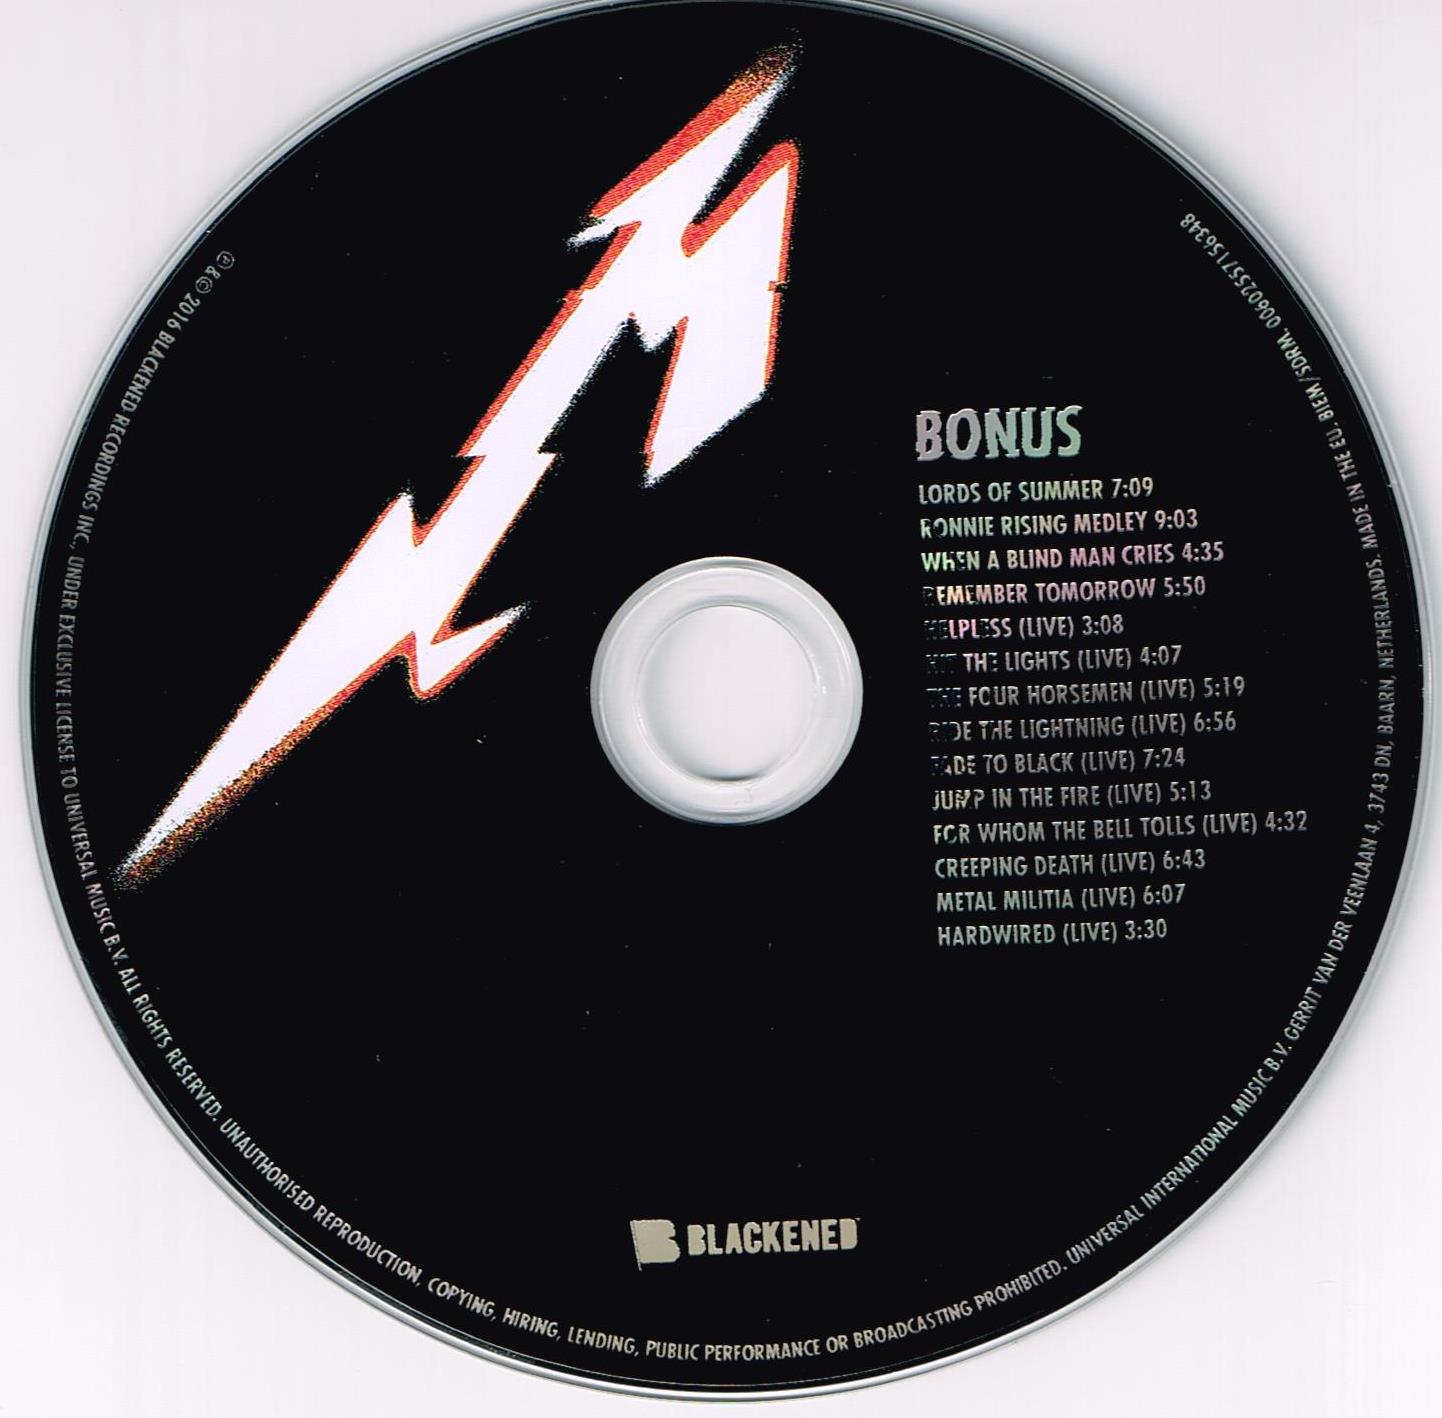 BONUS
LORDS OF SUMMER 7:09
RONNIE RISING MEDLEY 9:03
WHEN A BLIND MAN CRIES 4:35
REMEMBER TOMORROW 5:50
HELPLESS (LIVE) 3:08
HIT THE LIGHTS (LIVE) 4:07
THE FOUR HORSEMEN (LIVE) 5:19
RIDE THE LIGHTNING (LIVE) 6:56
FADE TO BLACK (LIVE) 7:24
JUMP IN THE FIRE (LIVE) 5:13
FOR WHOM THE BELL TOLLS (LIVE) 4:32
CREEPING DEATH (LIVE) 6:43
METAL MILITIA (LIVE) 6:07
HARDWIRED (LIVE) 3:30
M
B BLACKENED™
℗ & © 2016 BLACKENED RECORDINGS INC., UNDER EXCLUSIVE LICENSE TO UNIVERSAL MUSIC B.V. ALL RIGHTS RESERVED. UNAUTHORISED REPRODUCTION, COPYING, HIRING, LENDING, PUBLIC PERFORMANCE OR BROADCASTING PROHIBITED. UNIVERSAL INTERNATIONAL MUSIC B.V. GERRIT VAN DER VEENLAAN 4, 3743 DN, BAARN, NETHERLANDS. MADE IN THE EU. BIEM/SDRM. 00602557156348